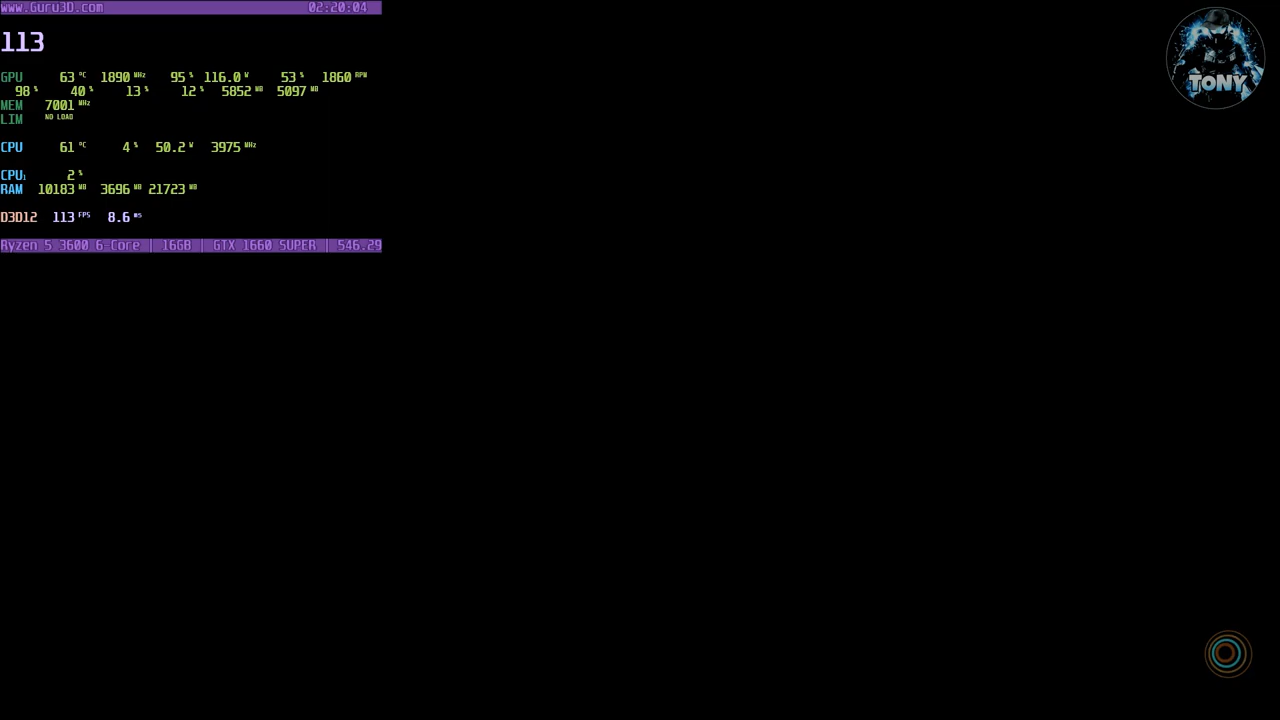 www.Guru3D.com 02:20:04
113
TONY
GPU 63 °C 1890 MHz 95 % 116.0 W 53 % 1860 RPM
98 % 40 % 13 % 12 % 5852 MB 5097 MB
MEM 7001 MHz
LIM NO LOAD
CPU 61 °C 4 % 50.2 W 3975 MHz
CPU1 2 %
RAM 10183 MB 3696 MB 21723 MB
D3D12 113 FPS 8.6 ms
Ryzen 5 3600 6-Core | 16GB | GTX 1660 SUPER | 546.29